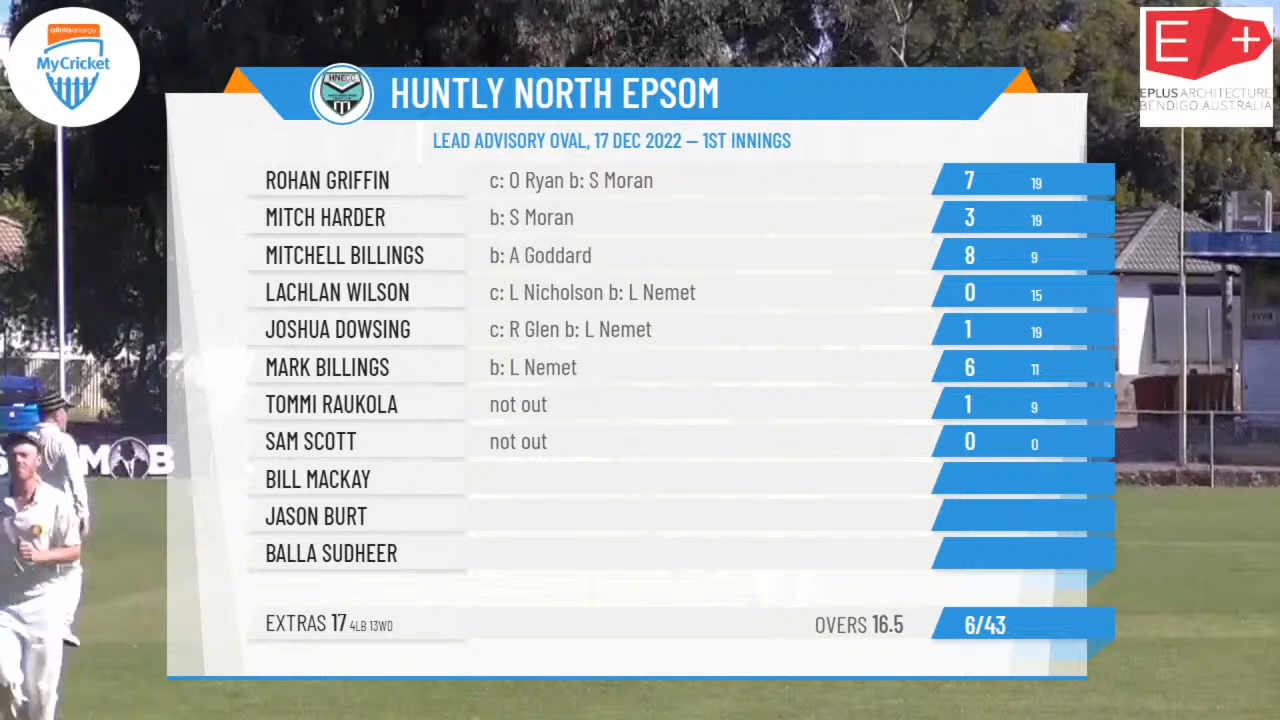 alinta energy
MyCricket
HNECC
HUNTLY NORTH EPSOM
E +
EPLUS ARCHITECTURE
BENDIGO AUSTRALIA
LEAD ADVISORY OVAL, 17 DEC 2022 – 1ST INNINGS
ROHAN GRIFFIN c: O Ryan b: S Moran 7 19
MITCH HARDER b: S Moran 3 19
MITCHELL BILLINGS b: A Goddard 8 9
LACHLAN WILSON c: L Nicholson b: L Nemet 0 15
JOSHUA DOWSING c: R Glen b: L Nemet 1 19
MARK BILLINGS b: L Nemet 6 11
TOMMI RAUKOLA not out 1 9
SAM SCOTT not out 0 0
BILL MACKAY
JASON BURT
BALLA SUDHEER
EXTRAS 17 4LB 13WD OVERS 16.5 6/43